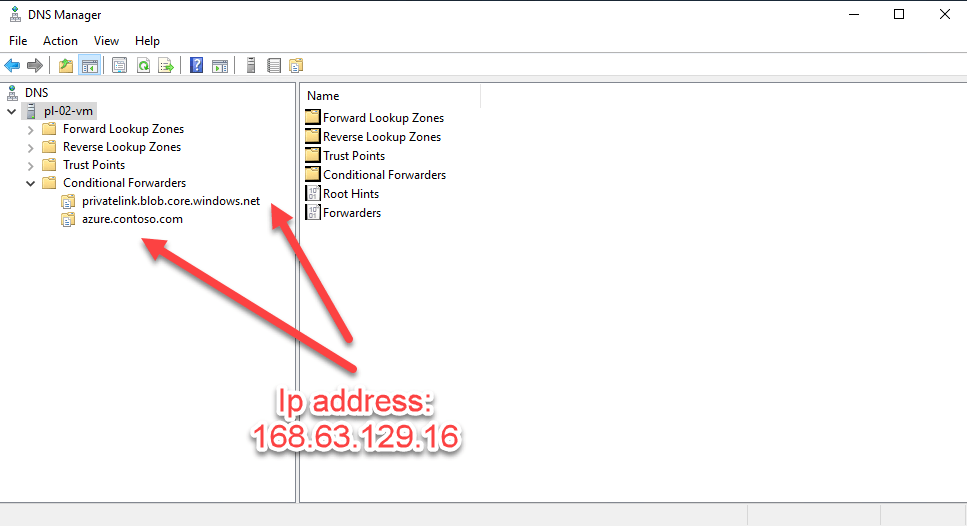 DNS Manager
File Action View Help
DNS
pl-02-vm
Forward Lookup Zones
Reverse Lookup Zones
Trust Points
Conditional Forwarders
privatelink.blob.core.windows.net
azure.contoso.com
Name
Forward Lookup Zones
Reverse Lookup Zones
Trust Points
Conditional Forwarders
Root Hints
Forwarders
Ip address:
168.63.129.16